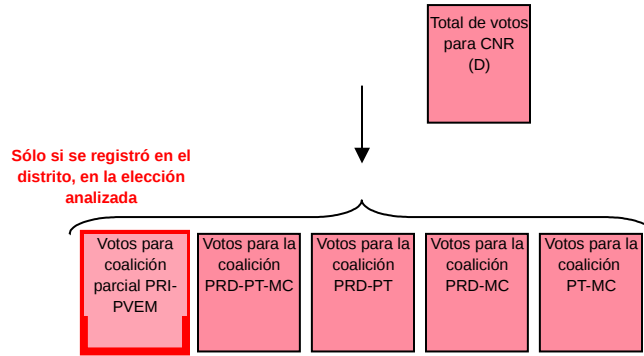 Total de votos
para CNR
(D)
Sólo si se registró en el
distrito, en la elección
analizada
Votos para
coalición
parcial PRI-
PVEM
Votos para la
coalición
PRD-PT-MC
Votos para la
coalición
PRD-PT
Votos para la
coalición
PRD-MC
Votos para la
coalición
PT-MC